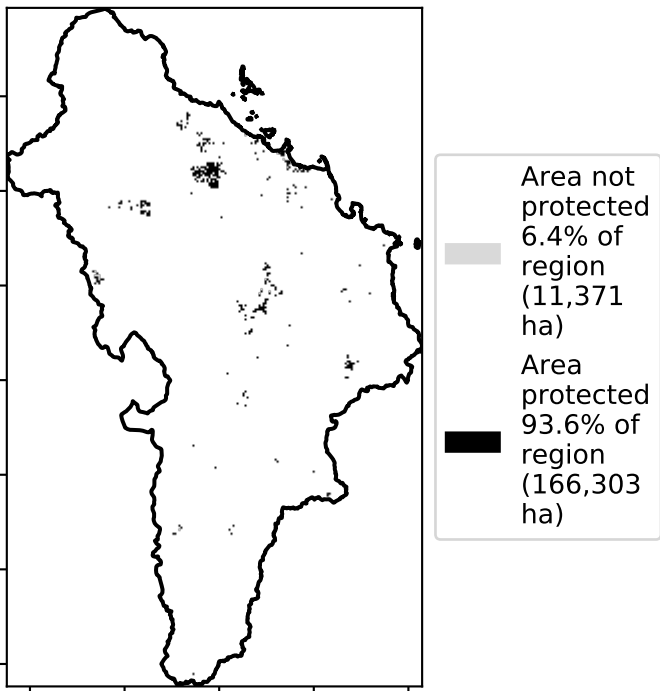 Area not
protected
6.4% of
region
(11,371
ha)
Area
protected
93.6% of
region
(166,303
ha)